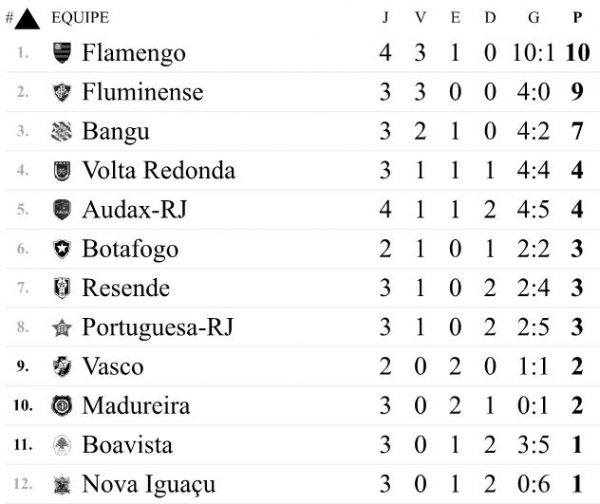 # EQUIPE J V E D G P
1. Flamengo 4 3 1 0 10:1 10
2. Fluminense 3 3 0 0 4:0 9
3. Bangu 3 2 1 0 4:2 7
4. Volta Redonda 3 1 1 1 4:4 4
5. Audax-RJ 4 1 1 2 4:5 4
6. Botafogo 2 1 0 1 2:2 3
7. Resende 3 1 0 2 2:4 3
8. Portuguesa-RJ 3 1 0 2 2:5 3
9. Vasco 2 0 2 0 1:1 2
10. Madureira 3 0 2 1 0:1 2
11. Boavista 3 0 1 2 3:5 1
12. Nova Iguaçu 3 0 1 2 0:6 1